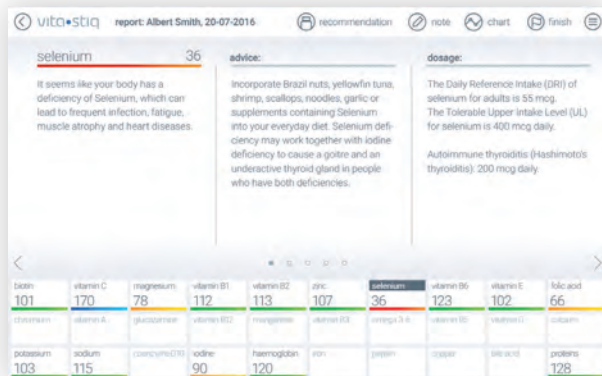 vita•stiq report: Albert Smith, 20-07-2016 recommendation note chart finish
selenium 36
It seems like your body has a
deficiency of Selenium, which can
lead to frequent infection, fatigue,
muscle atrophy and heart diseases.
advice:
Incorporate Brazil nuts, yellowfin tuna,
shrimp, scallops, noodles, garlic or
supplements containing Selenium
into your everyday diet. Selenium defi-
ciency may work together with iodine
deficiency to cause a goitre and an
underactive thyroid gland in people
who have both deficiencies.
dosage:
The Daily Reference Intake (DRI) of
selenium for adults is 55 mcg.
The Tolerable Upper Intake Level (UL)
for selenium is 400 mcg daily.
Autoimmune thyroiditis (Hashimoto's
thyroiditis): 200 mcg daily.
biotin vitamin C magnesium vitamin B1 vitamin B2 zinc selenium vitamin B6 vitamin E folic acid
101 170 78 112 113 107 36 123 102 66
chromium vitamin A glucosamine vitamin B12 manganese vitamin B3 omega 3-6 vitamin B5
potassium sodium coenzyme Q10 iodine haemoglobin iron copper proteins
103 115 90 120 128